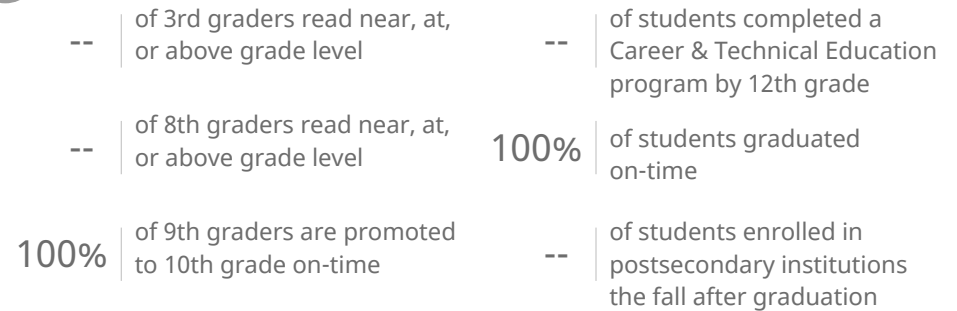 -- of 3rd graders read near, at,
or above grade level
-- of 8th graders read near, at,
or above grade level
100% of 9th graders are promoted
to 10th grade on-time
-- of students completed a
Career & Technical Education
program by 12th grade
100% of students graduated
on-time
-- of students enrolled in
postsecondary institutions
the fall after graduation